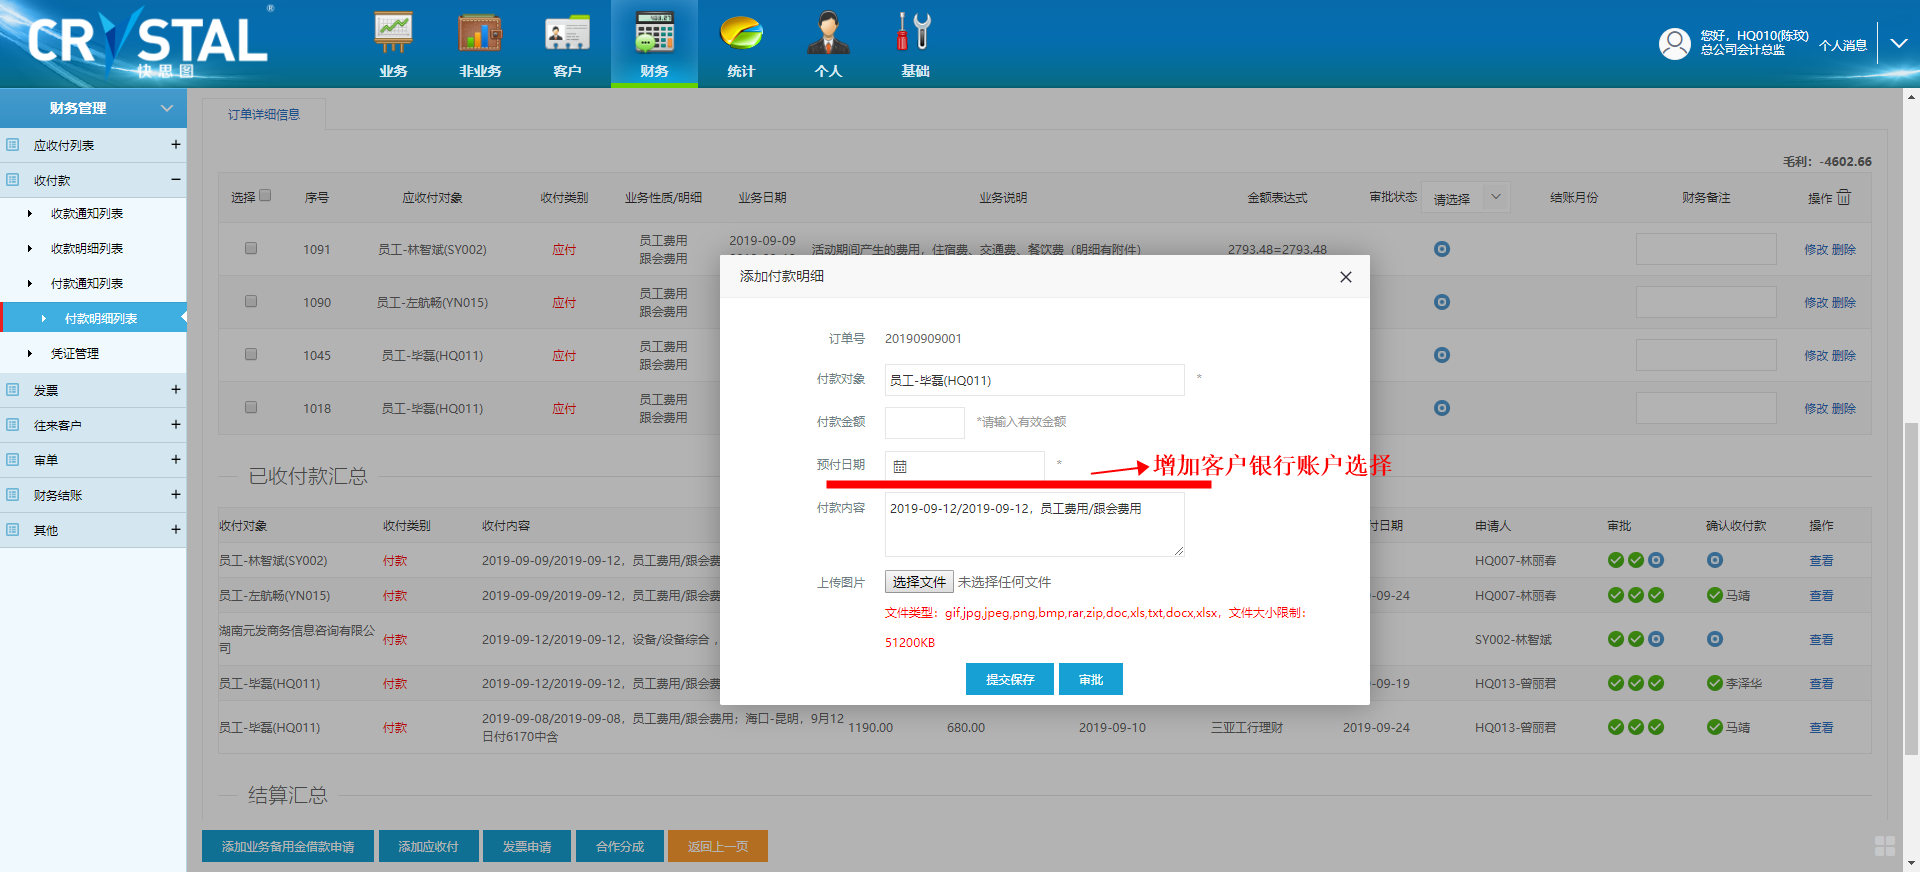 CRYSTAL ®
快思图
业务 非业务 客户 财务 统计 个人 基础
您好，HQ010(陈玟)
总公司会计总监
个人消息
财务管理
应收付列表 +
收付款 −
收款通知列表
收款明细列表
付款通知列表
付款明细列表
凭证管理
发票 +
往来客户 +
审单 +
财务结账 +
其他 +
订单详细信息
毛利：-4602.66
选择 序号 应收付对象 收付类别 业务性质/明细 业务日期 业务说明 金额表达式 审批状态 请选择 结账月份 财务备注 操作
1091 员工-林智斌(SY002) 应付 员工费用 跟会费用 2019-09-09 活动期间产生的费用，住宿费、交通费、餐饮费（明细有附件） 2793.48=2793.48 修改 删除
1090 员工-左航畅(YN015) 应付 员工费用 跟会费用 修改 删除
1045 员工-毕磊(HQ011) 应付 员工费用 跟会费用 修改 删除
1018 员工-毕磊(HQ011) 应付 员工费用 跟会费用 修改 删除
添加付款明细
订单号 20190909001
付款对象 员工-毕磊(HQ011) *
付款金额 *请输入有效金额
预付日期 *
增加客户银行账户选择
付款内容 2019-09-12/2019-09-12，员工费用/跟会费用
上传图片 选择文件 未选择任何文件
文件类型：gif,jpg,jpeg,png,bmp,rar,zip,doc,xls,txt,docx,xlsx，文件大小限制：
51200KB
提交保存 审批
已收付款汇总
收付对象 收付类别 收付内容 付日期 申请人 审批 确认收付款 操作
员工-林智斌(SY002) 付款 2019-09-09/2019-09-12，员工费用/跟会费 HQ007-林丽春 查看
员工-左航畅(YN015) 付款 2019-09-09/2019-09-12，员工费用/跟会费 -09-24 HQ007-林丽春 马靖 查看
湖南元发商务信息咨询有限公司 付款 2019-09-12/2019-09-12，设备/设备综合， SY002-林智斌 查看
员工-毕磊(HQ011) 付款 2019-09-12/2019-09-12，员工费用/跟会费 -09-19 HQ013-曾丽君 李泽华 查看
员工-毕磊(HQ011) 付款 2019-09-08/2019-09-08，员工费用/跟会费用；海口-昆明，9月12日付6170中含 1190.00 680.00 2019-09-10 三亚工行理财 2019-09-24 HQ013-曾丽君 马靖 查看
结算汇总
添加业务备用金借款申请 添加应收付 发票申请 合作分成 返回上一页